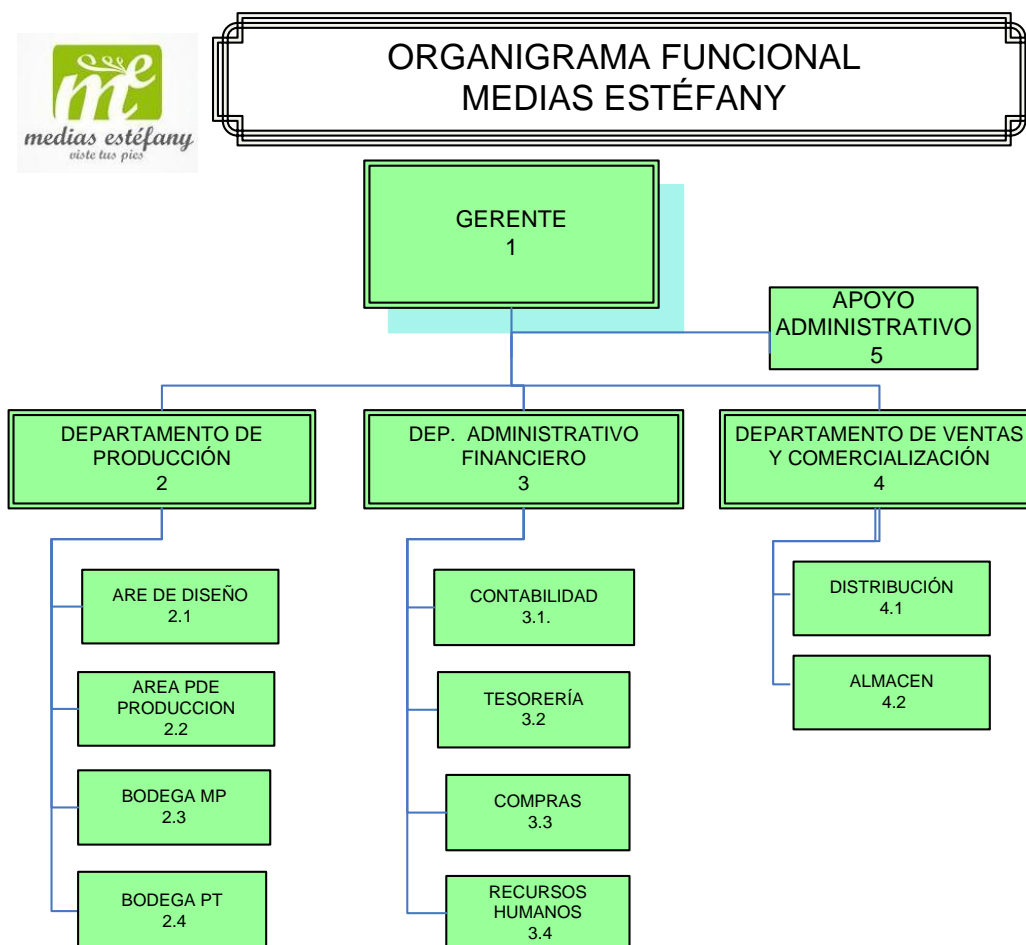 me
medias estéfany
viste tus pies
ORGANIGRAMA FUNCIONAL
MEDIAS ESTÉFANY
GERENTE
1
APOYO
ADMINISTRATIVO
5
DEPARTAMENTO DE
PRODUCCIÓN
2
DEP. ADMINISTRATIVO
FINANCIERO
3
DEPARTAMENTO DE VENTAS
Y COMERCIALIZACIÓN
4
ARE DE DISEÑO
2.1
AREA PDE
PRODUCCION
2.2
BODEGA MP
2.3
BODEGA PT
2.4
CONTABILIDAD
3.1.
TESORERÍA
3.2
COMPRAS
3.3
RECURSOS
HUMANOS
3.4
DISTRIBUCIÓN
4.1
ALMACEN
4.2